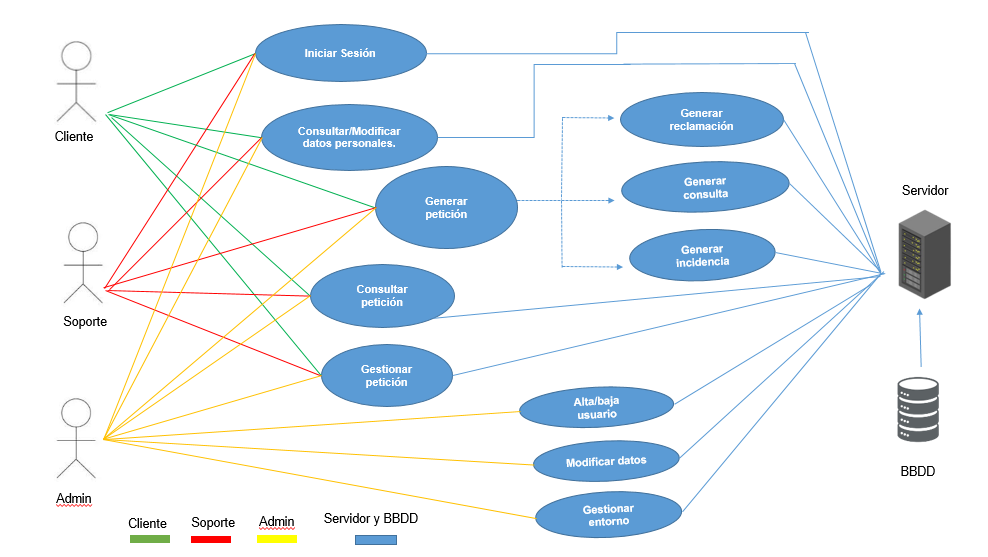 Iniciar Sesión
Cliente
Consultar/Modificar
datos personales.
Generar
reclamación
Generar
petición
Generar
consulta
Servidor
Generar
incidencia
Soporte
Consultar
petición
Gestionar
petición
Alta/baja
usuario
Modificar datos
BBDD
Admin
Gestionar
entorno
Cliente
Soporte
Admin
Servidor y BBDD